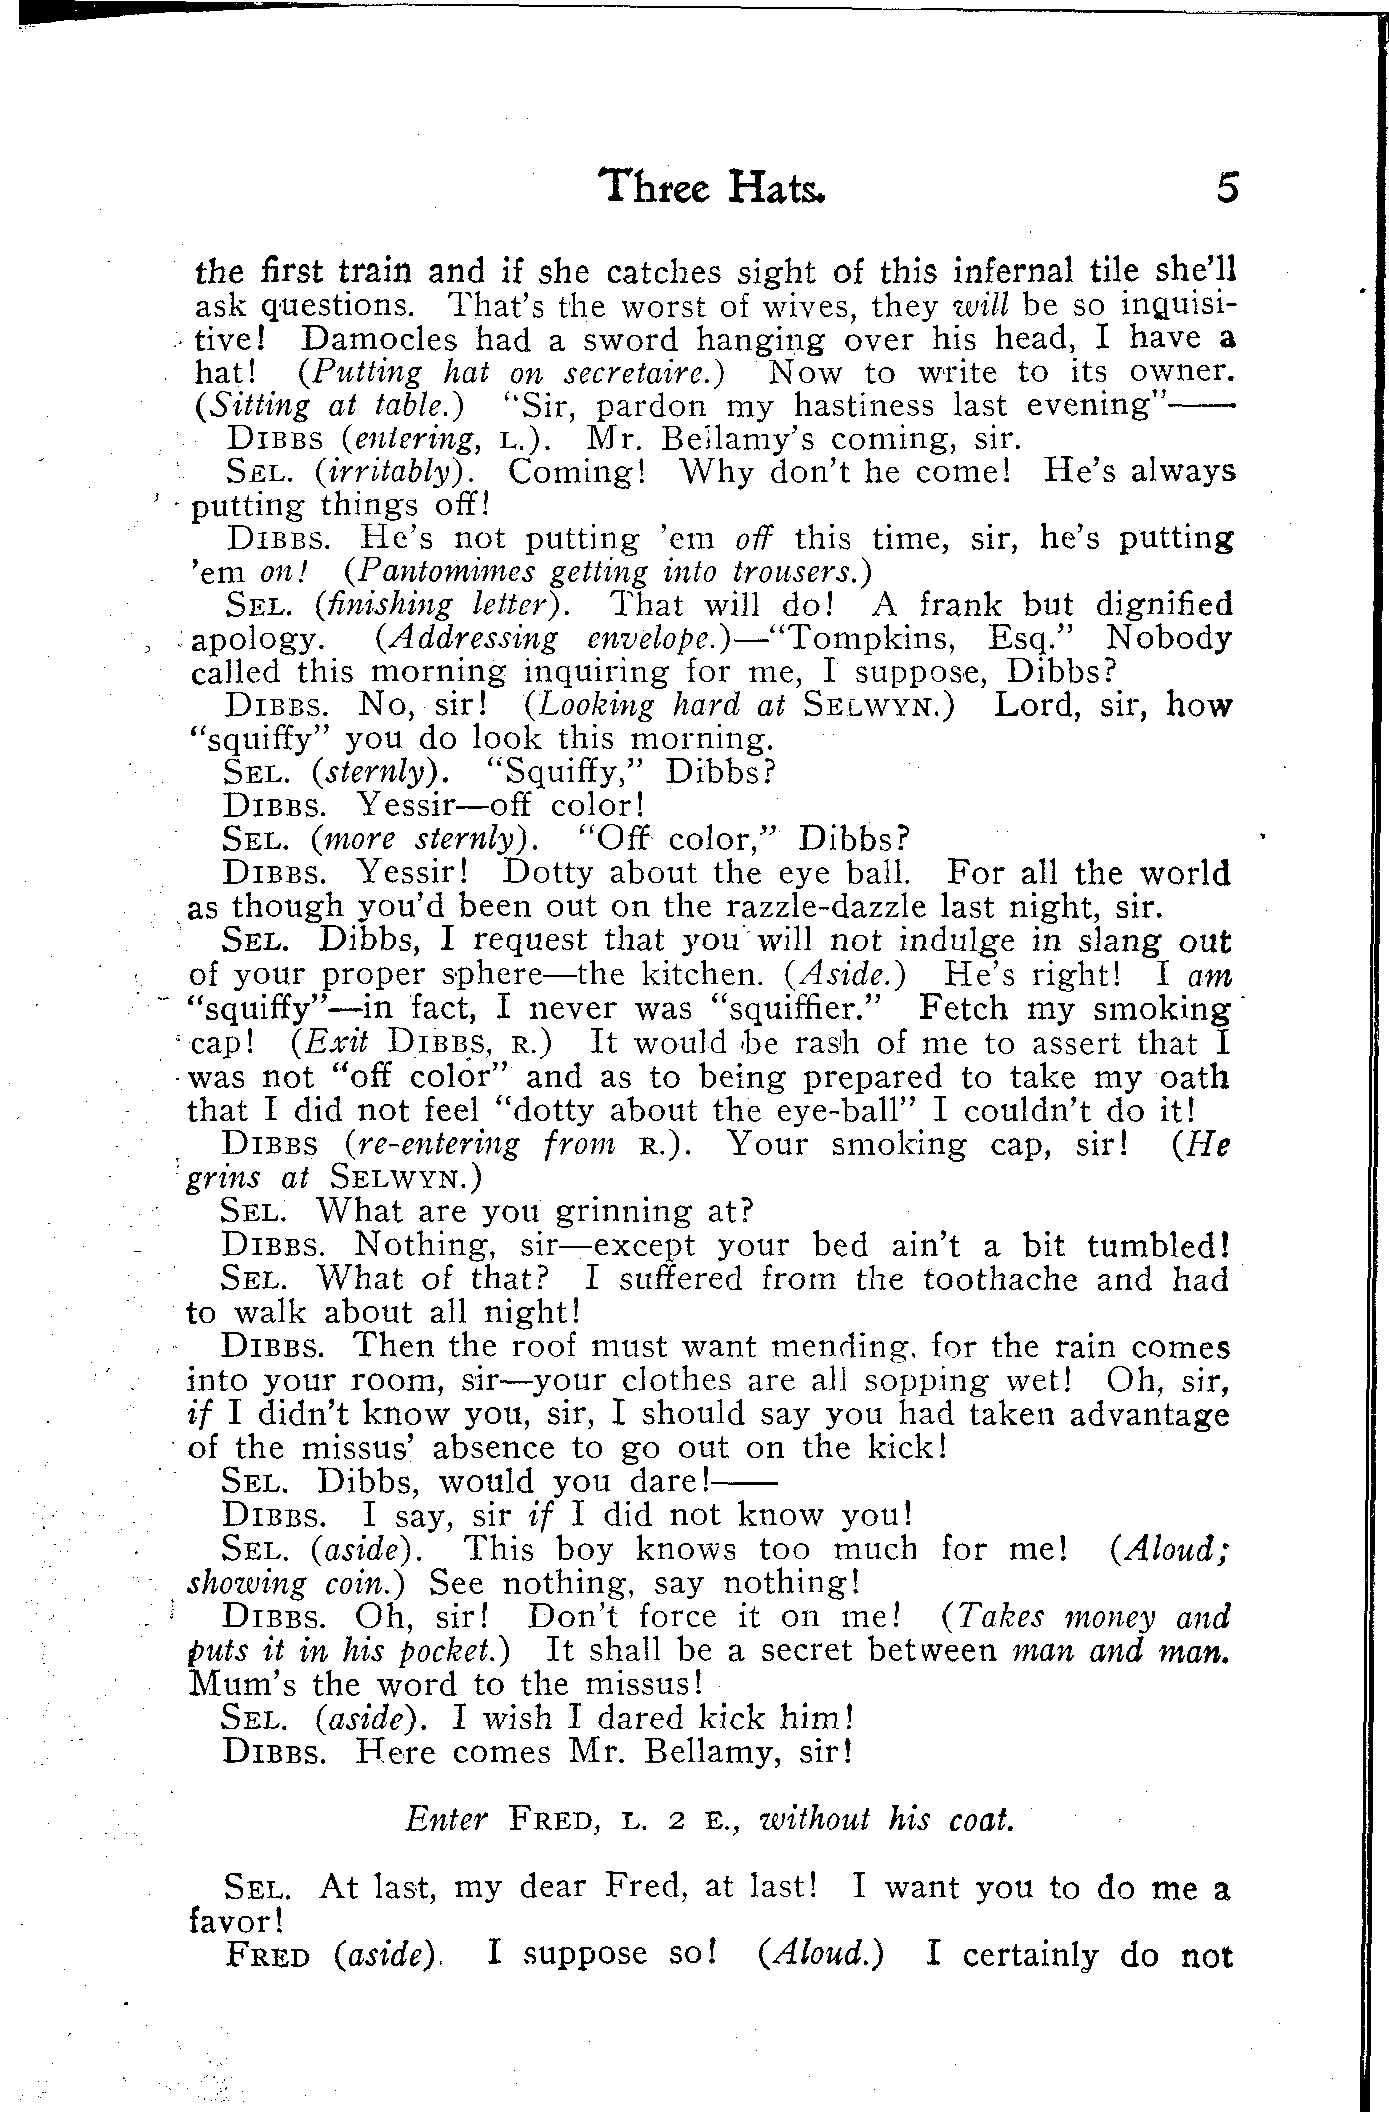 Three Hats. 5
the first train and if she catches sight of this infernal tile she'll
ask questions. That's the worst of wives, they will be so inquisi-
tive! Damocles had a sword hanging over his head, I have a
hat! (Putting hat on secretaire.) Now to write to its owner.
(Sitting at table.) "Sir, pardon my hastiness last evening"——
DIBBS (entering, L.). Mr. Bellamy's coming, sir.
SEL. (irritably). Coming! Why don't he come! He's always
putting things off!
DIBBS. He's not putting 'em off this time, sir, he's putting
'em on! (Pantomimes getting into trousers.)
SEL. (finishing letter). That will do! A frank but dignified
apology. (Addressing envelope.)—"Tompkins, Esq." Nobody
called this morning inquiring for me, I suppose, Dibbs?
DIBBS. No, sir! (Looking hard at SELWYN.) Lord, sir, how
"squiffy" you do look this morning.
SEL. (sternly). "Squiffy," Dibbs?
DIBBS. Yessir—off color!
SEL. (more sternly). "Off color," Dibbs?
DIBBS. Yessir! Dotty about the eye ball. For all the world
as though you'd been out on the razzle-dazzle last night, sir.
SEL. Dibbs, I request that you will not indulge in slang out
of your proper sphere—the kitchen. (Aside.) He's right! I am
"squiffy"—in fact, I never was "squiffier." Fetch my smoking
cap! (Exit DIBBS, R.) It would be rash of me to assert that I
was not "off color" and as to being prepared to take my oath
that I did not feel "dotty about the eye-ball" I couldn't do it!
DIBBS (re-entering from R.). Your smoking cap, sir! (He
grins at SELWYN.)
SEL. What are you grinning at?
DIBBS. Nothing, sir—except your bed ain't a bit tumbled!
SEL. What of that? I suffered from the toothache and had
to walk about all night!
DIBBS. Then the roof must want mending, for the rain comes
into your room, sir—your clothes are all sopping wet! Oh, sir,
if I didn't know you, sir, I should say you had taken advantage
of the missus' absence to go out on the kick!
SEL. Dibbs, would you dare!——
DIBBS. I say, sir if I did not know you!
SEL. (aside). This boy knows too much for me! (Aloud;
showing coin.) See nothing, say nothing!
DIBBS. Oh, sir! Don't force it on me! (Takes money and
puts it in his pocket.) It shall be a secret between man and man.
Mum's the word to the missus!
SEL. (aside). I wish I dared kick him!
DIBBS. Here comes Mr. Bellamy, sir!
Enter FRED, L. 2 E., without his coat.
SEL. At last, my dear Fred, at last! I want you to do me a
favor!
FRED (aside). I suppose so! (Aloud.) I certainly do not